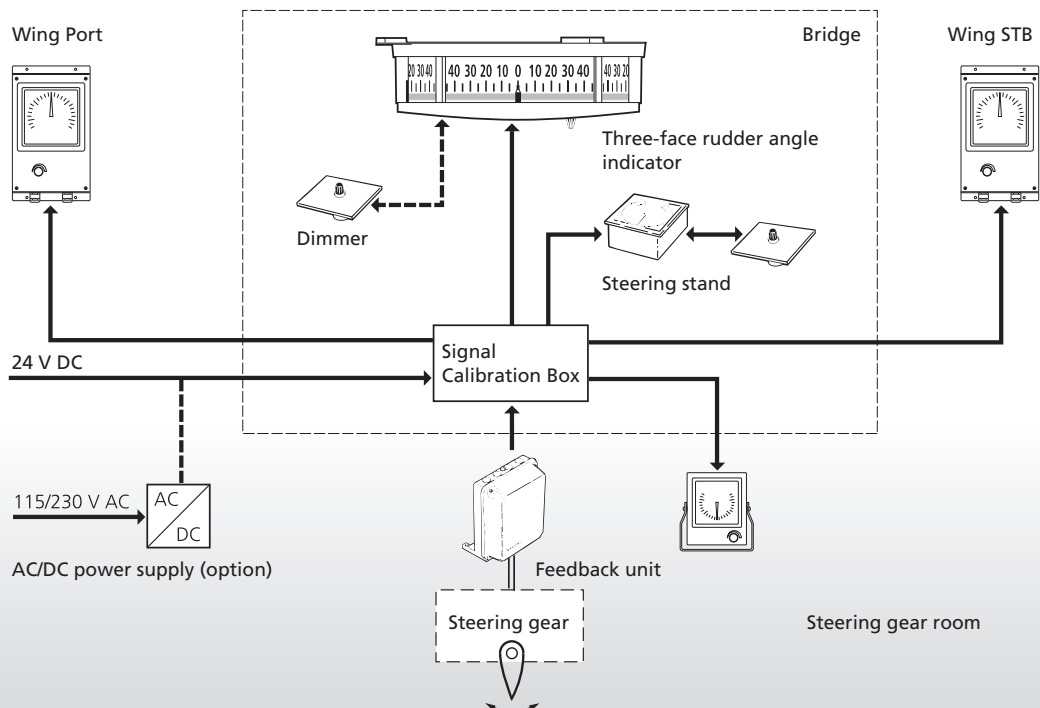 Wing Port
Bridge
Wing STB
20 30 40 40 30 20 10 0 10 20 30 40 40 30 20
Three-face rudder angle
indicator
Dimmer
Steering stand
24 V DC
Signal
Calibration Box
115/230 V AC
AC
DC
AC/DC power supply (option)
Feedback unit
Steering gear
Steering gear room